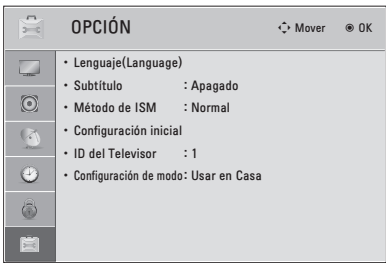 OPCIÓN
Mover
OK
• Lenguaje(Language)
• Subtítulo : Apagado
• Método de ISM : Normal
• Configuración inicial
• ID del Televisor : 1
• Configuración de modo: Usar en Casa